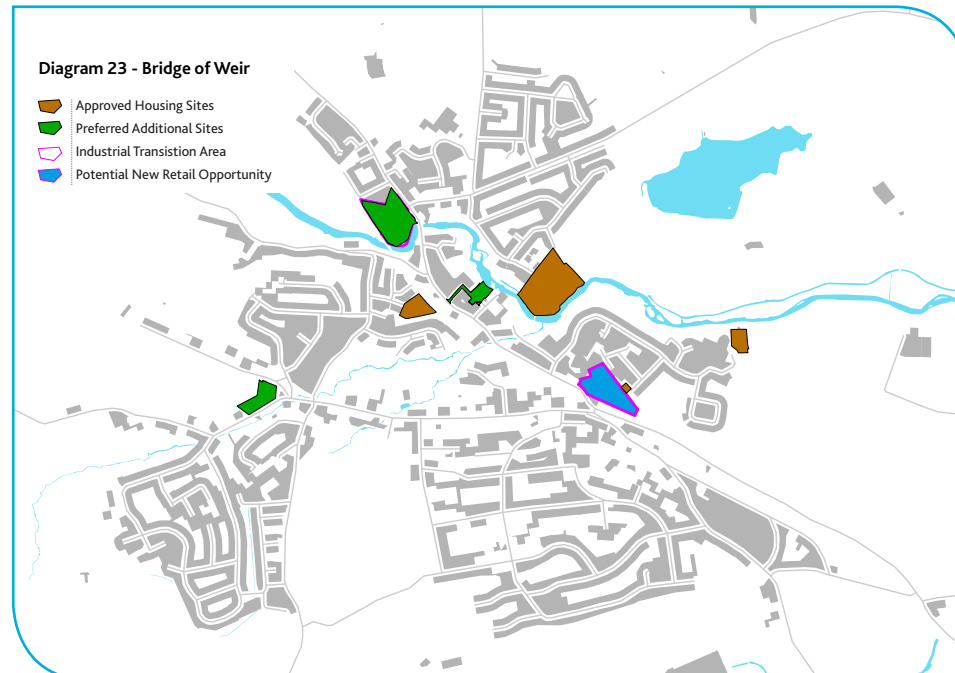 Diagram 23 - Bridge of Weir
Approved Housing Sites
Preferred Additional Sites
Industrial Transistion Area
Potential New Retail Opportunity